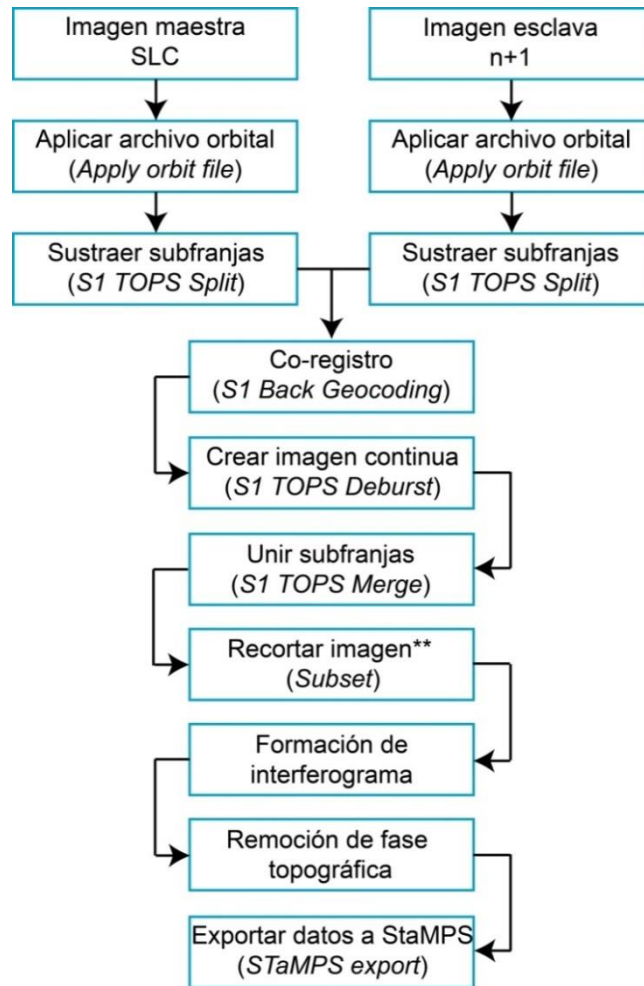 Imagen maestra
SLC
Imagen esclava
n+1
Aplicar archivo orbital
(Apply orbit file)
Aplicar archivo orbital
(Apply orbit file)
Sustraer subfranjas
(S1 TOPS Split)
Sustraer subfranjas
(S1 TOPS Split)
Co-registro
(S1 Back Geocoding)
Crear imagen continua
(S1 TOPS Deburst)
Unir subfranjas
(S1 TOPS Merge)
Recortar imagen**
(Subset)
Formación de
interferograma
Remoción de fase
topográfica
Exportar datos a StaMPS
(STaMPS export)